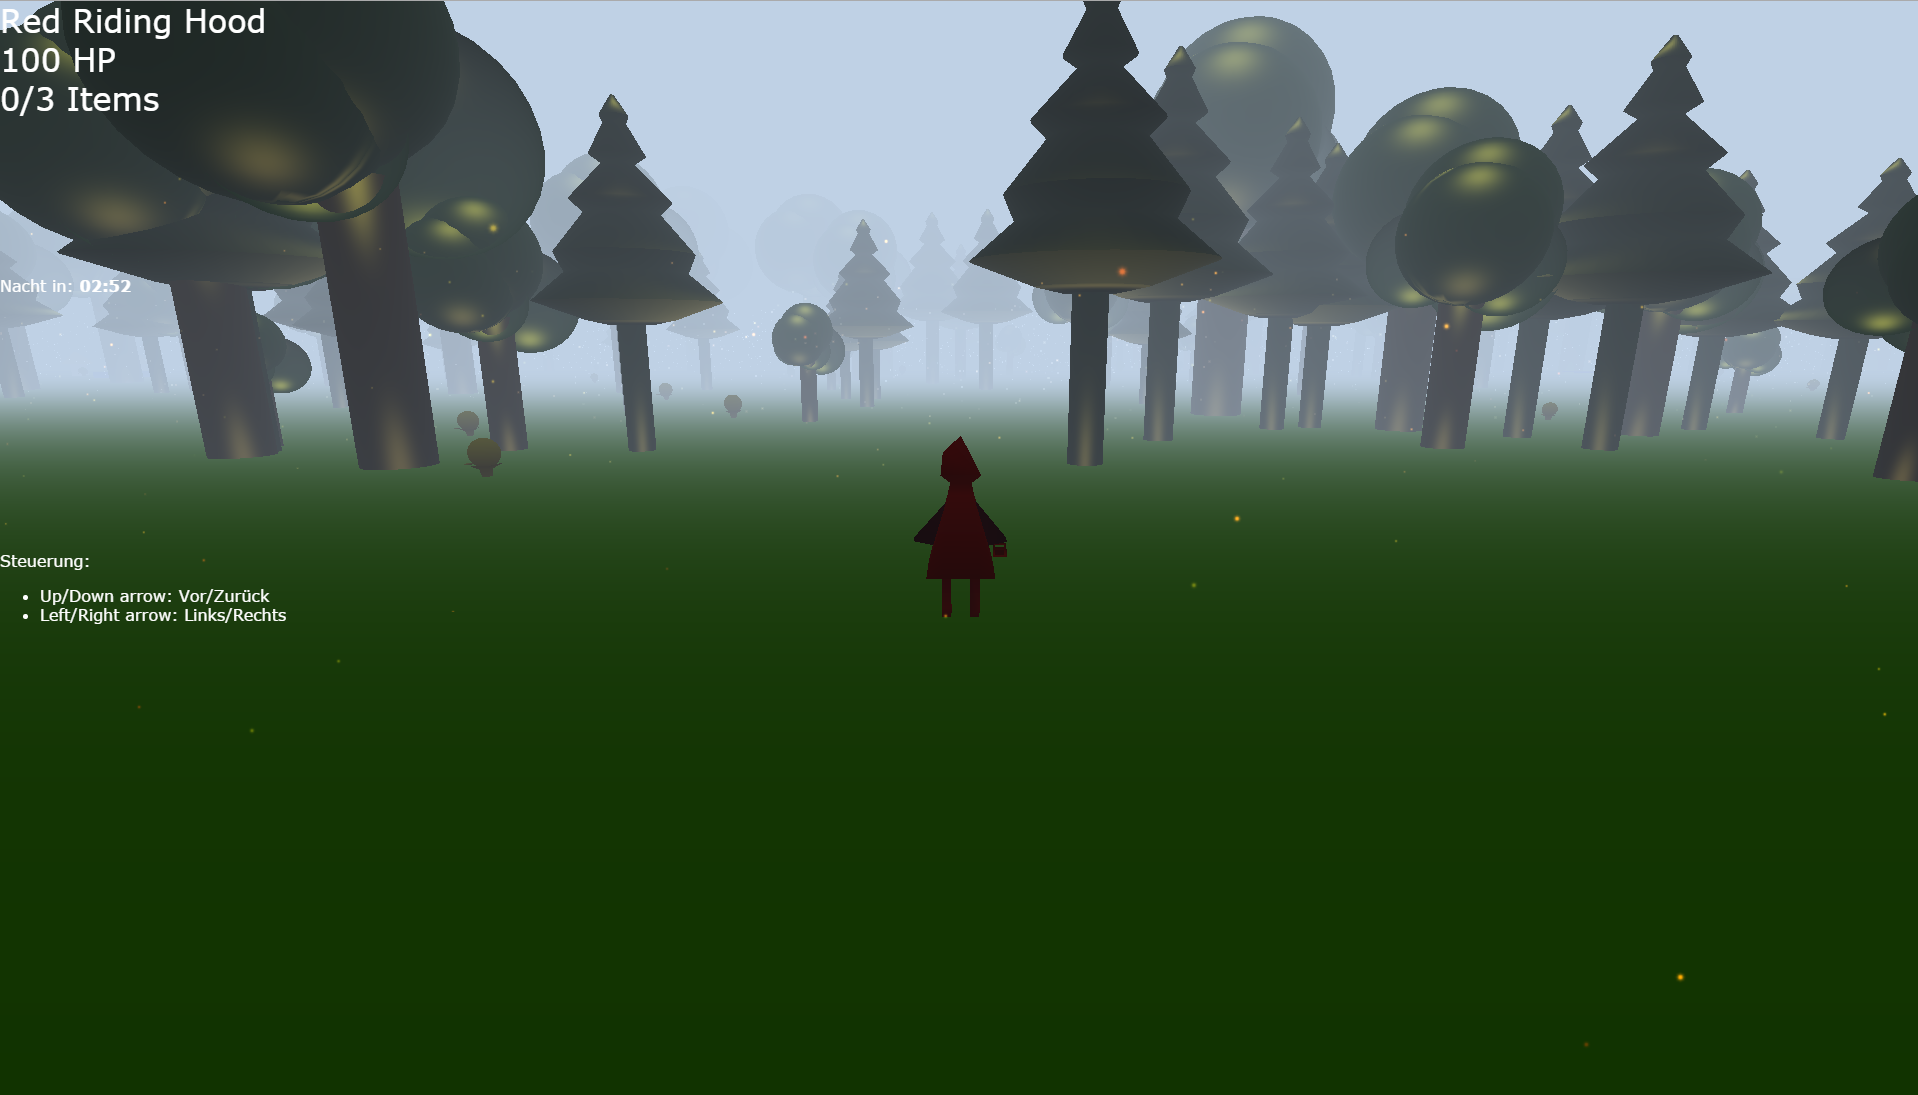 Red Riding Hood
100 HP
0/3 Items
Nacht in: 02:52
Steuerung:
• Up/Down arrow: Vor/Zurück
• Left/Right arrow: Links/Rechts